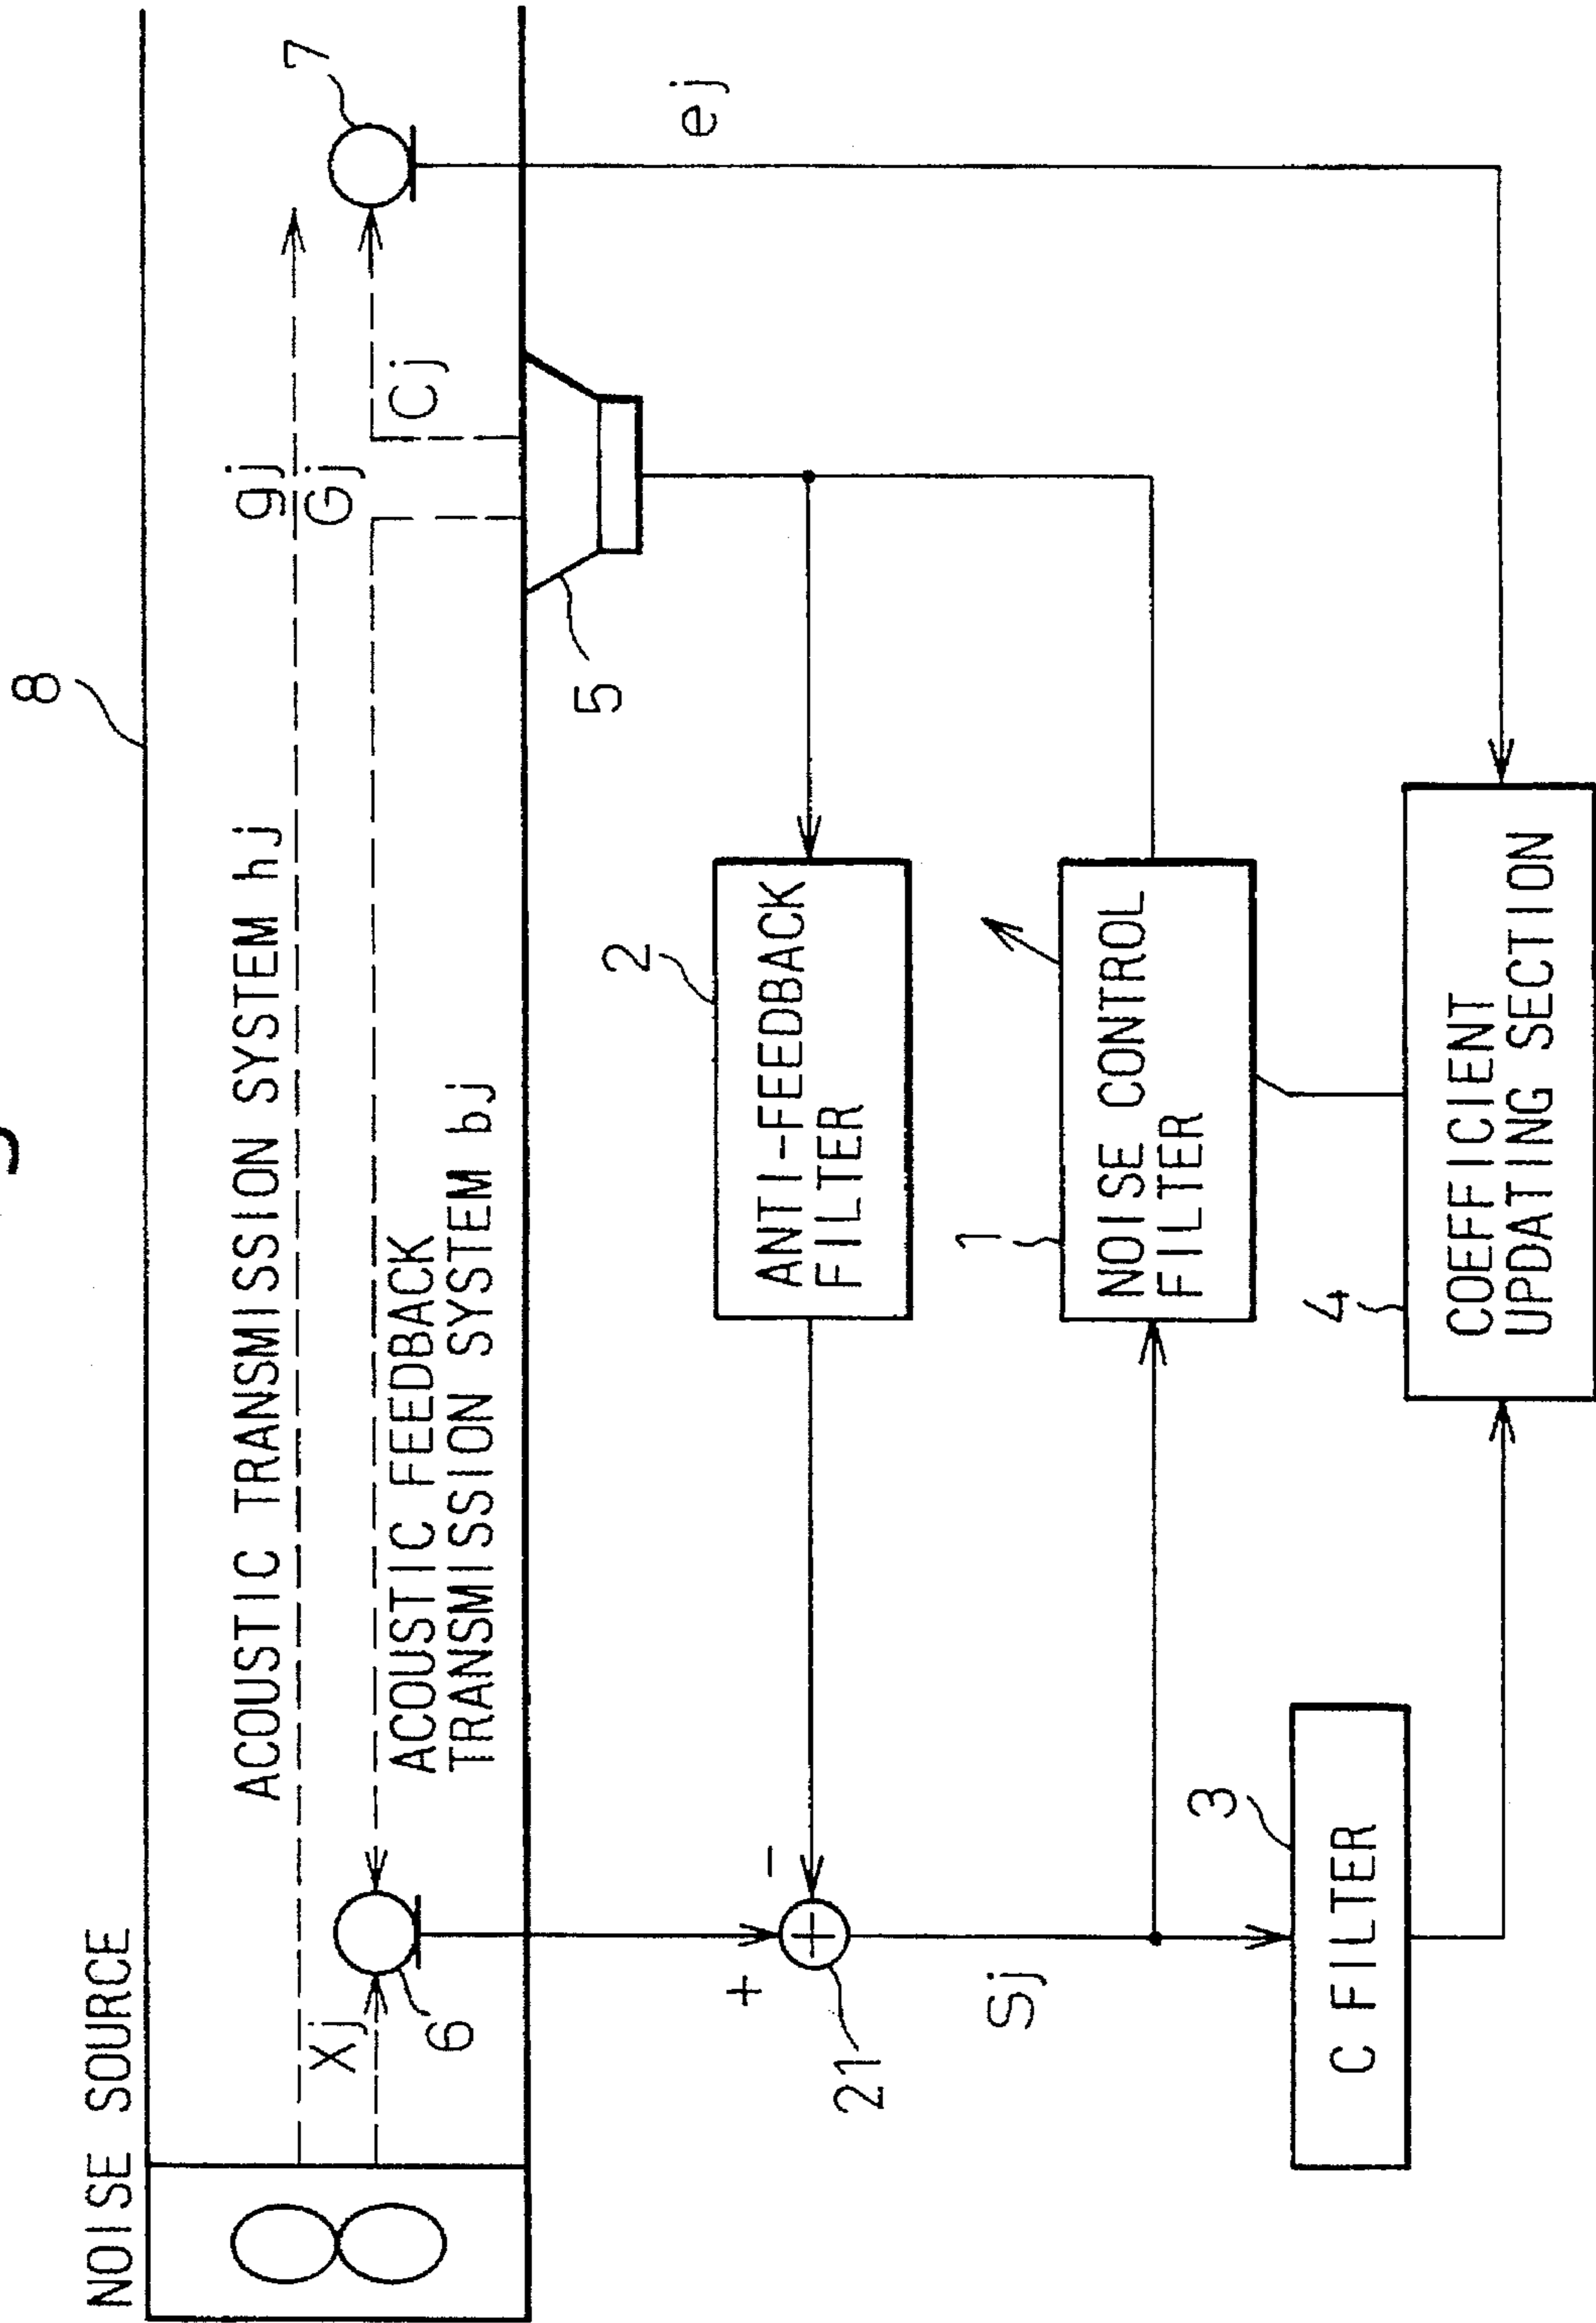 g
8
NOISE SOURCE
ACOUSTIC TRANSMISSION SYSTEM hj
gj
Gj
7
Xj
6
ACOUSTIC FEEDBACK
TRANSMISSION SYSTEM bj
Cj
5
ej
2
ANTI-FEEDBACK
FILTER
+
-
+
21
Sj
1
NOISE CONTROL
FILTER
3
C FILTER
4
COEFFICIENT
UPDATING SECTION